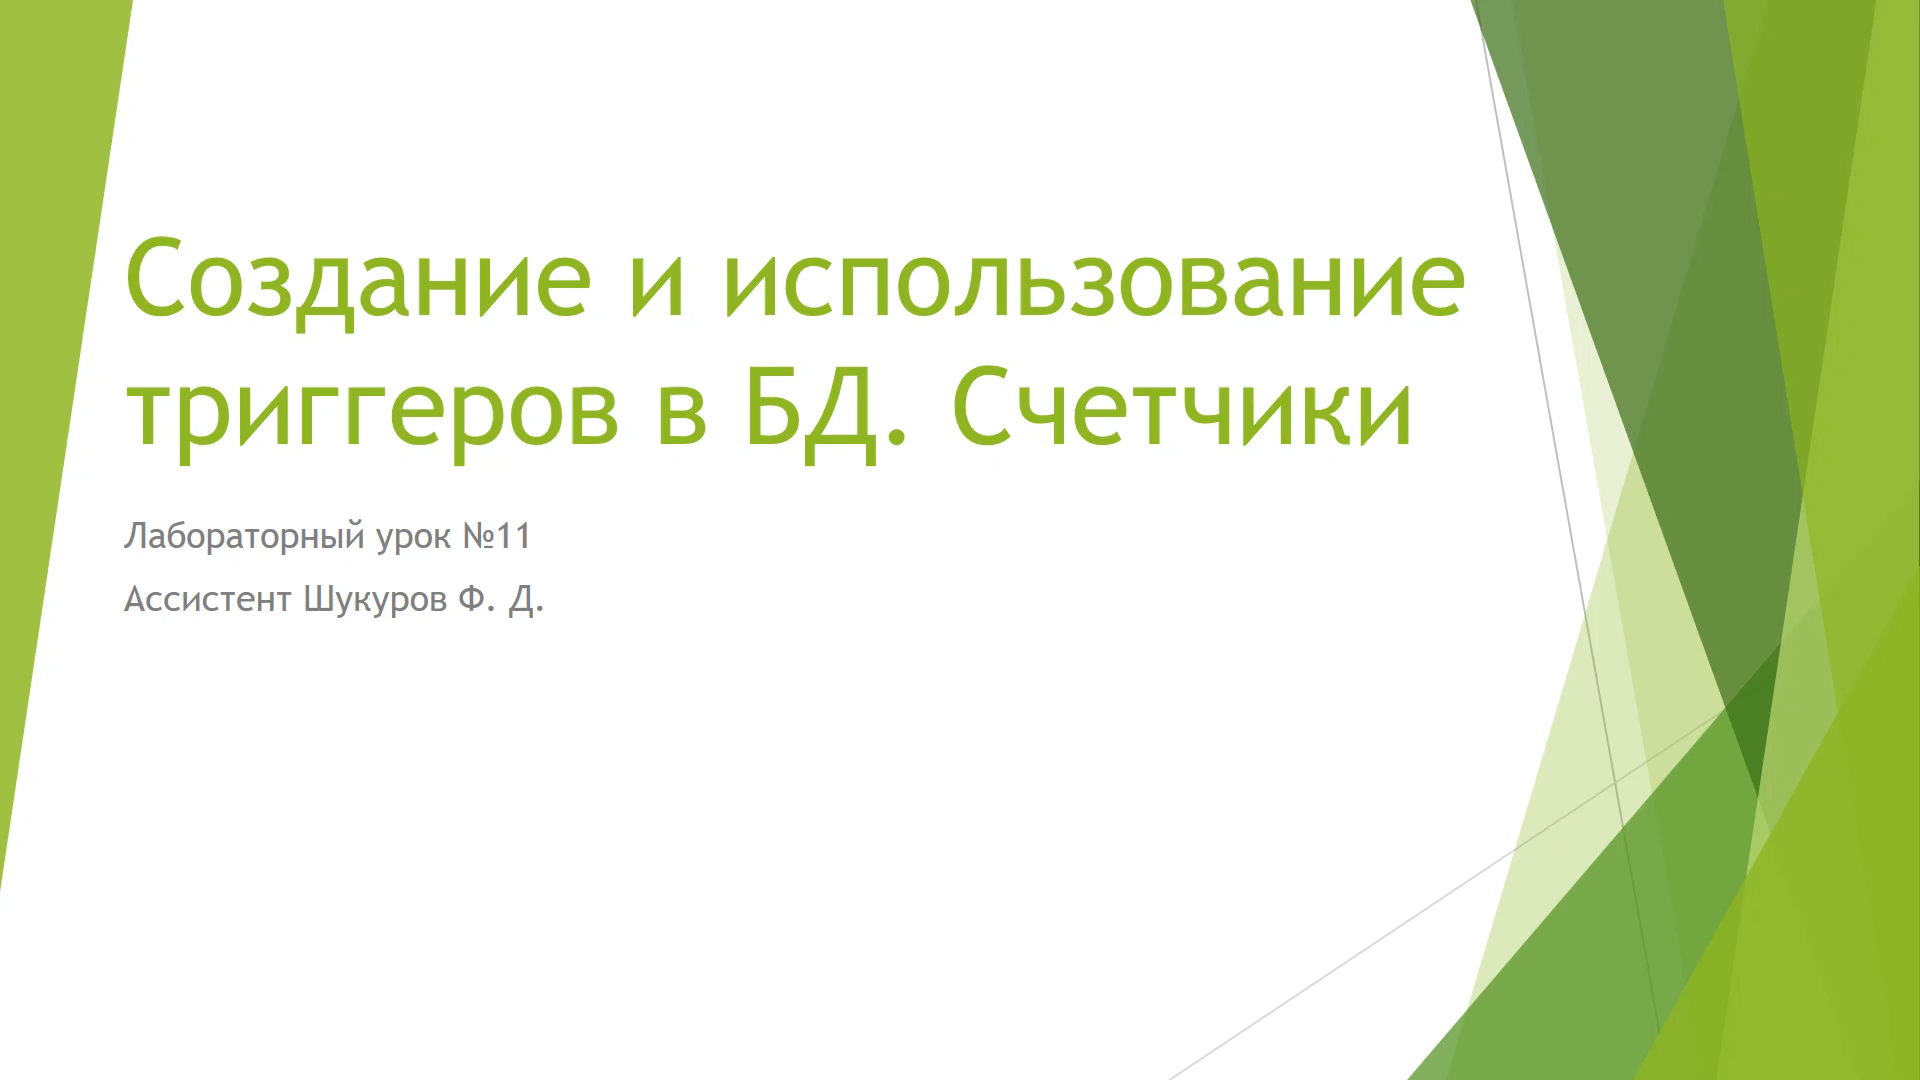 Создание и использование
триггеров в БД. Счетчики
Лабораторный урок №11
Ассистент Шукуров Ф. Д.